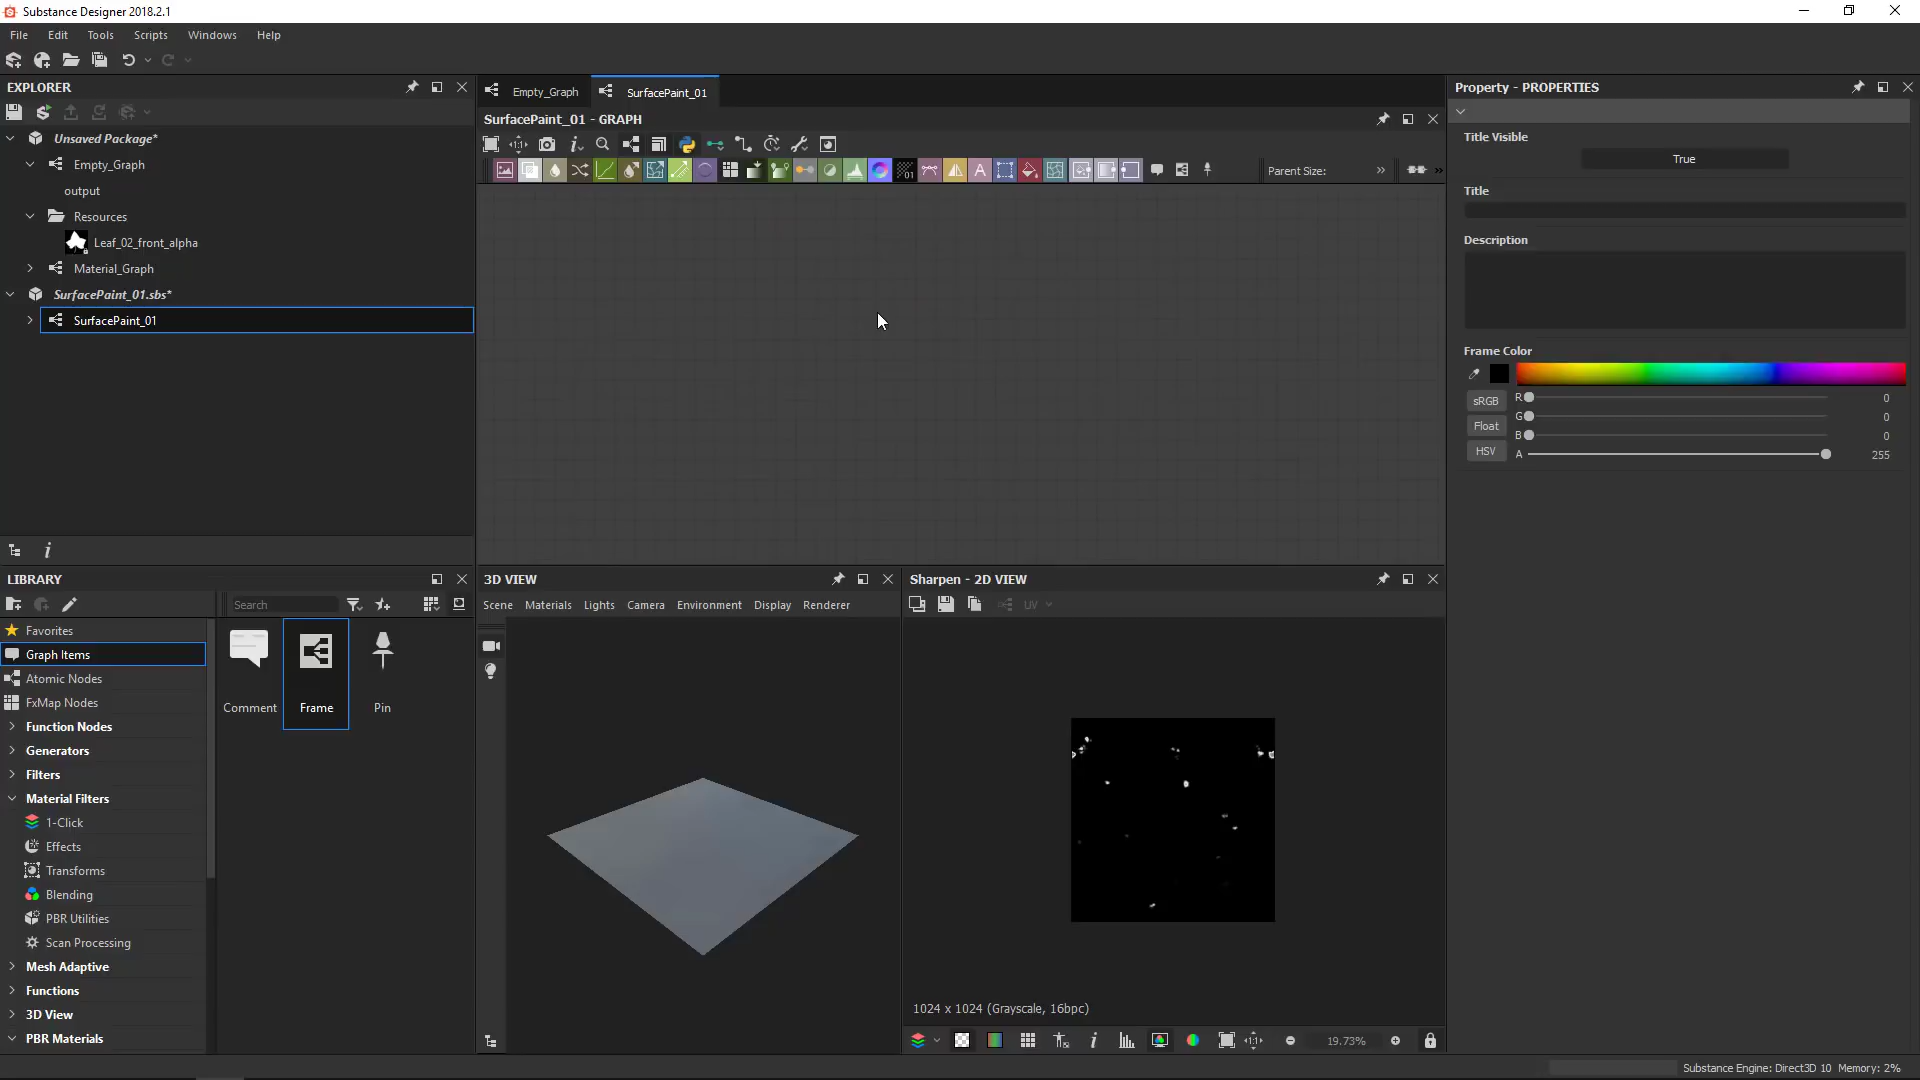 Substance Designer 2018.2.1
File Edit Tools Scripts Windows Help
EXPLORER
Unsaved Package*
Empty_Graph
output
Resources
Leaf_02_front_alpha
Material_Graph
SurfacePaint_01.sbs*
SurfacePaint_01
Empty_Graph
SurfacePaint_01
SurfacePaint_01 - GRAPH
Parent Size: »
»
Property - PROPERTIES
Title Visible
True
Title
Description
Frame Color
sRGB
Float
HSV
R 0
G 0
B 0
A 255
LIBRARY
Search
Favorites
Graph Items
Atomic Nodes
FxMap Nodes
Function Nodes
Generators
Filters
Material Filters
1-Click
Effects
Transforms
Blending
PBR Utilities
Scan Processing
Mesh Adaptive
Functions
3D View
PBR Materials
Comment
Frame
Pin
3D VIEW
Scene Materials Lights Camera Environment Display Renderer
Sharpen - 2D VIEW
UV
1024 x 1024 (Grayscale, 16bpc)
19.73%
Substance Engine: Direct3D 10 Memory: 2%